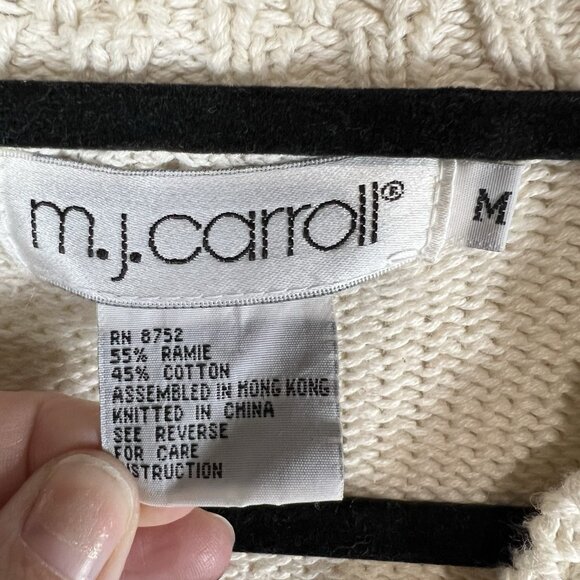 m.j.carroll®
M
RN 8752
55% RAMIE
45% COTTON
ASSEMBLED IN HONG KONG
KNITTED IN CHINA
SEE REVERSE
FOR CARE
INSTRUCTION